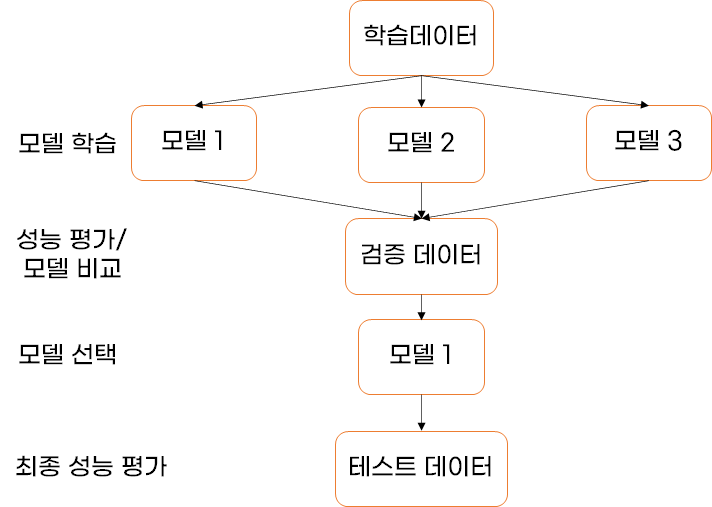 학습데이터
모델 학습
모델 1
모델 2
모델 3
성능 평가/
모델 비교
검증 데이터
모델 선택
모델 1
최종 성능 평가
테스트 데이터